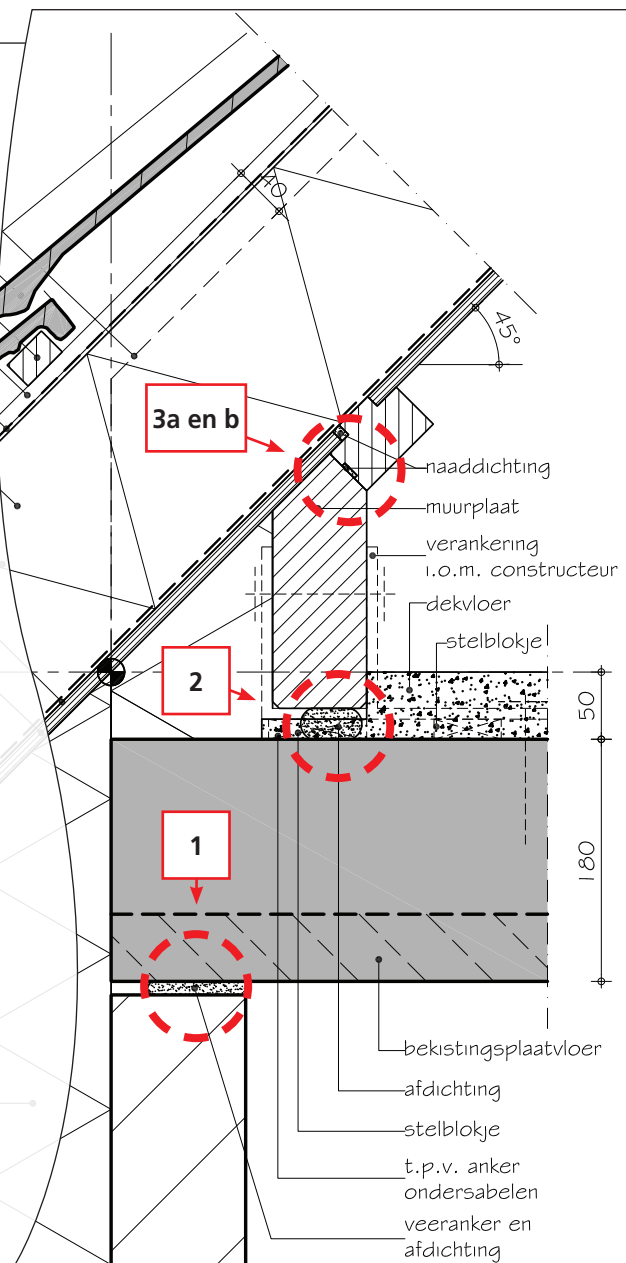 40
45°
3a en b
naaddichting
muurplaat
verankering
i.o.m. constructeur
dekvloer
stelblokje
2
50
1
180
bekistingsplaatvloer
afdichting
stelblokje
t.p.v. anker
ondersabelen
veeranker en
afdichting